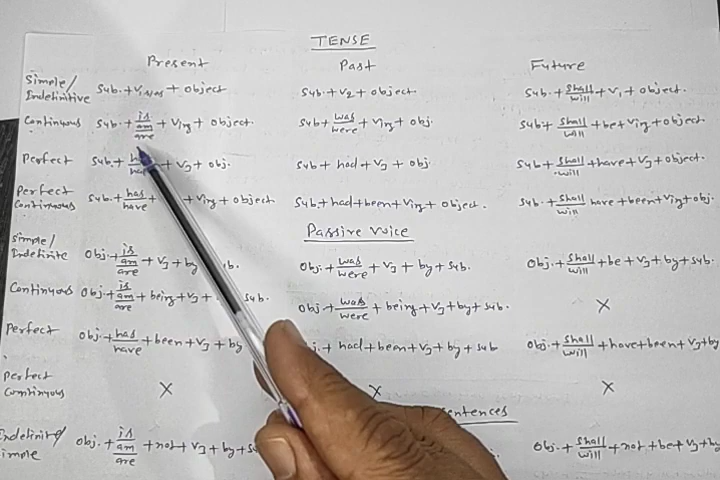 TENSE
Present Past Future
Simple/ Indefinitive Sub. + V1/s/es + object Sub. + V2 + object. Sub. + shall/will + V1 + object.
Continuous Sub. + is/am/are + Ving + object. Sub + was/were + Ving + obj. Sub + shall/will + be + Ving + object
Perfect Sub + + V3 + obj. Sub + had + V3 + obj Sub + shall/will + have + V3 + object.
Perfect Continuous Sub. + has/have + + Ving + object Sub. + had + been + Ving + object. Sub. + shall/will have + been + Ving + obj.
Passive Voice
Simple/ Indefinite Obj. + is/am/are + V3 + by Obj. + was/were + V3 + by + Sub. Obj. + shall/will + be + V3 + by + Sub.
Continuous Obj. + is/am/are + being + V3 + Sub. Obj + was/were + being + V3 + by + Sub. X
Perfect Obj. + has/have + been + V3 + by + had + been + V3 + by + Sub Obj. + shall/will + have + been + V3 + by
Perfect Continuous X X X
Obj. + is/am/are + not + V3 + by + Obj. + shall/will + not + be + V3 + by